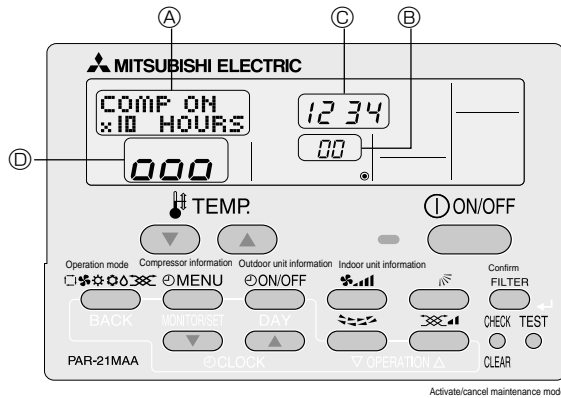 Ⓐ Ⓒ Ⓑ
MITSUBISHI ELECTRIC
COMP ON
x10 HOURS
12 34
00
Ⓓ
000
TEMP.
ON/OFF
Operation mode Compressor information Outdoor unit information Indoor unit information Confirm
MENU ON/OFF FILTER
BACK MONITOR/SET DAY
CHECK TEST
PAR-21MAA CLOCK ▽ OPERATION △ CLEAR
Activate/cancel maintenance mode